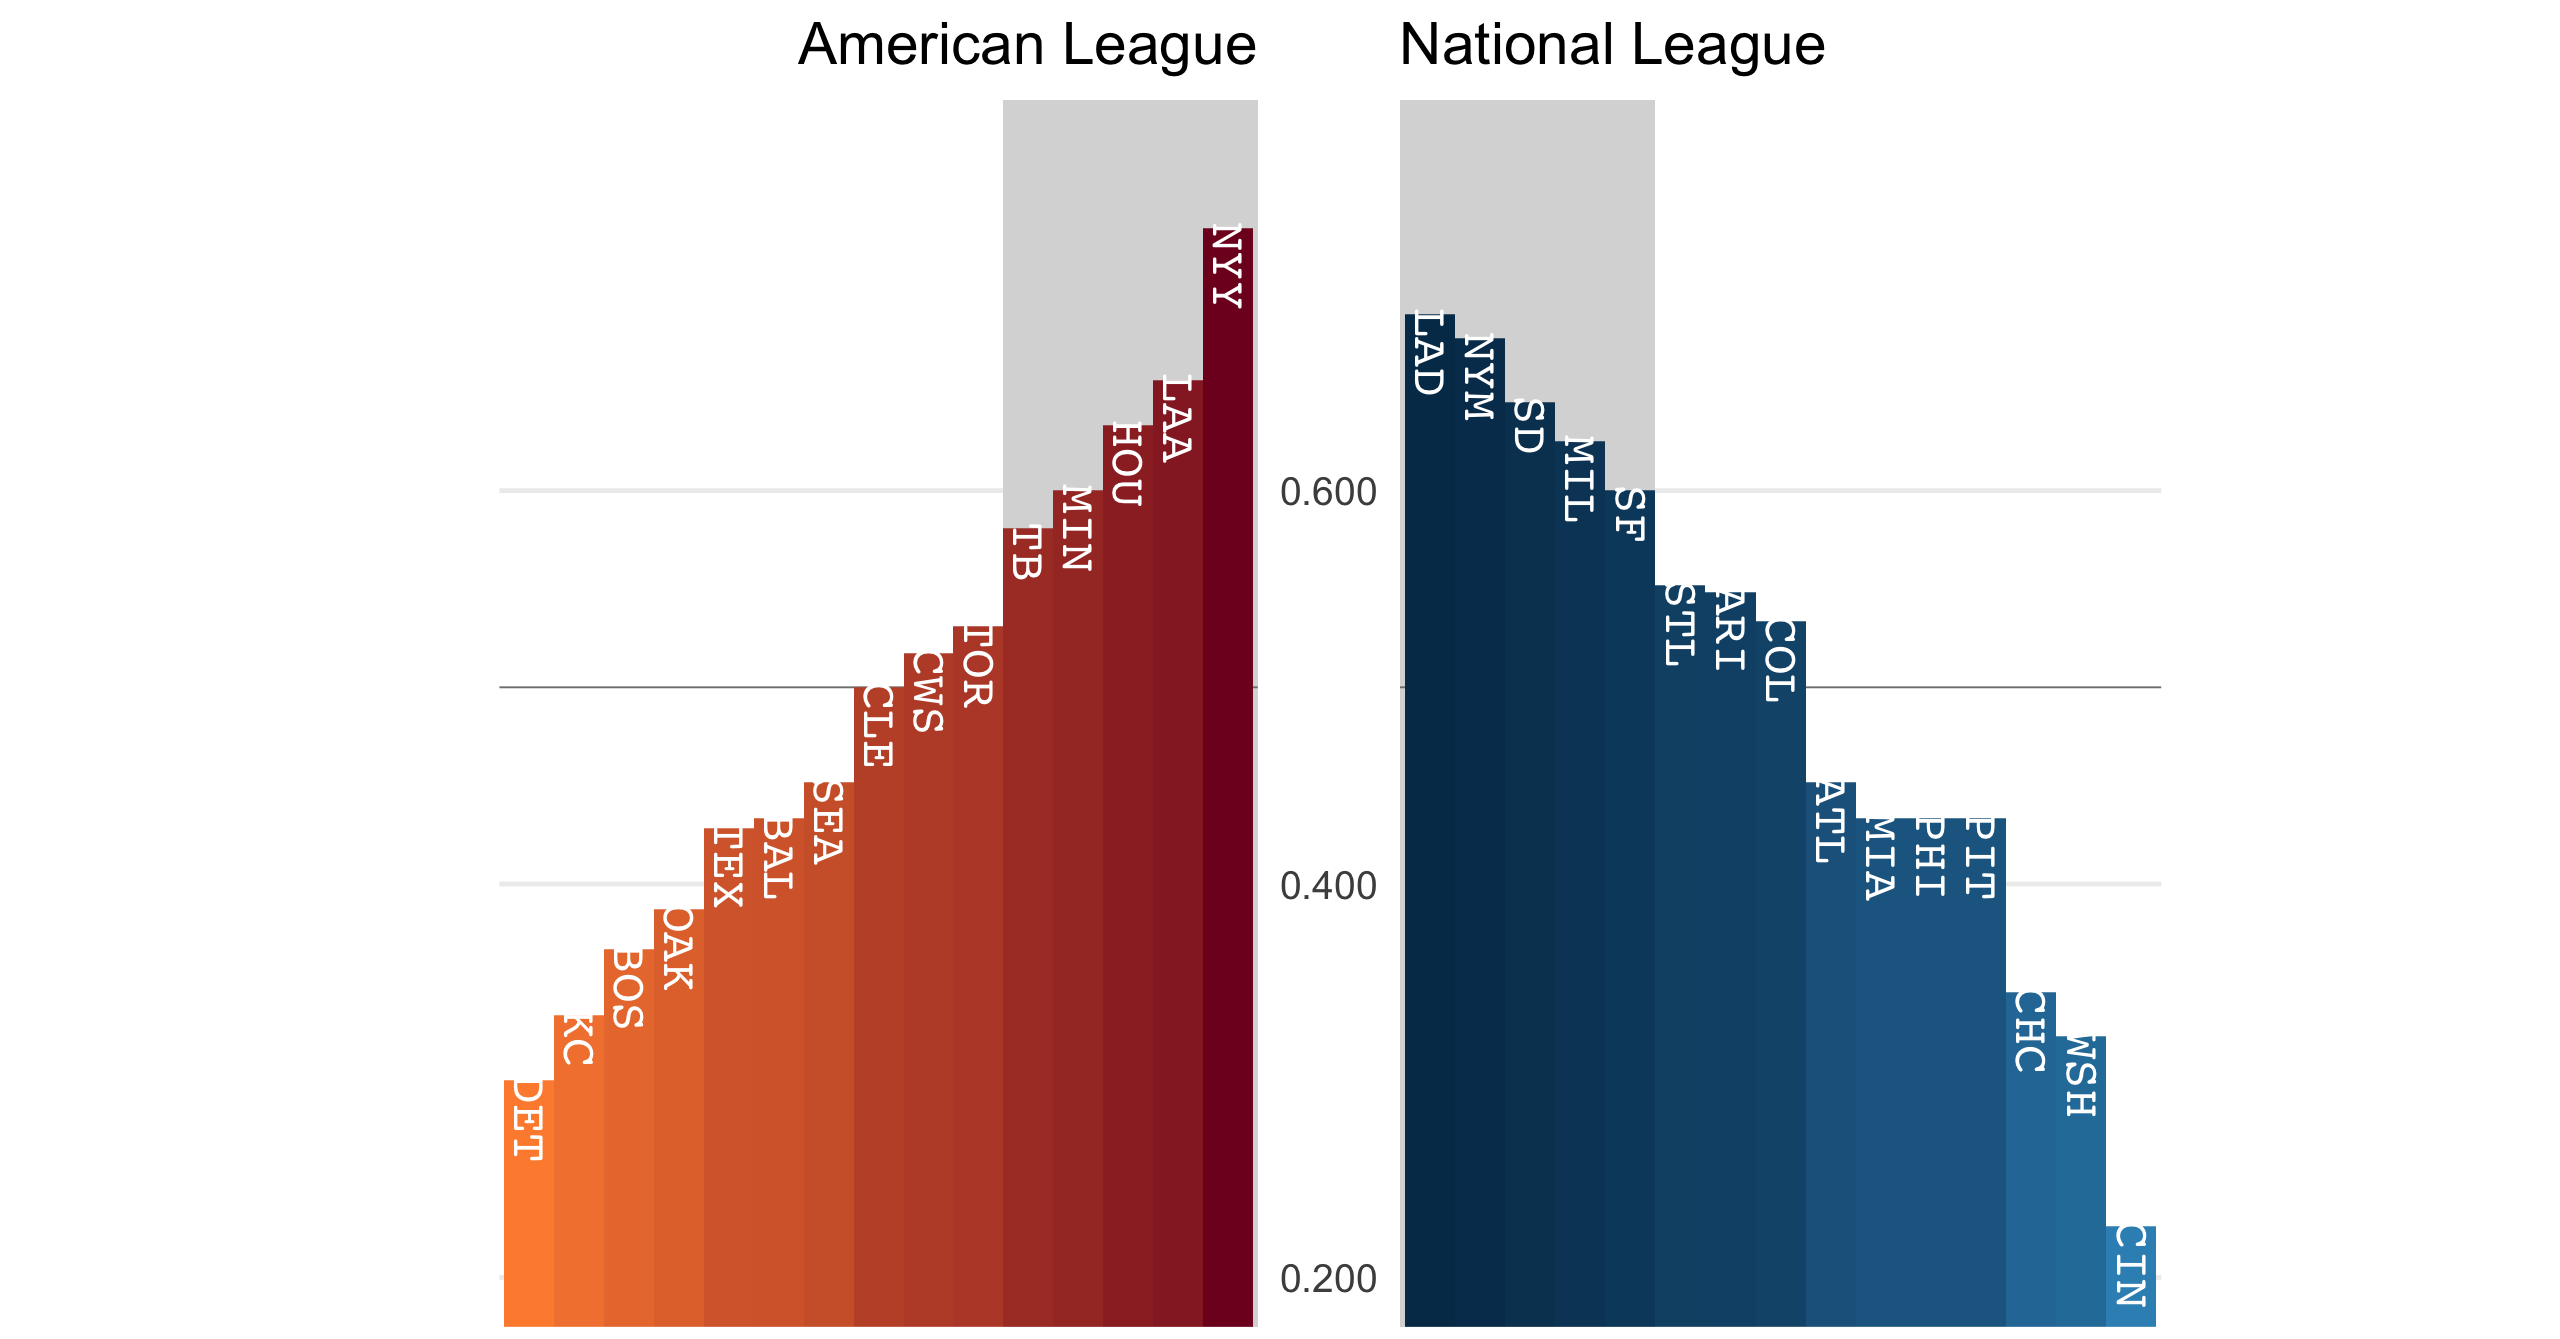 American League
National League
NYY
LAA
HOU
MIN
TB
TOR
CWS
CLE
SEA
BAL
TEX
OAK
BOS
KC
DET
0.600
0.400
0.200
LAD
NYM
SD
MIL
SF
STL
ARI
COL
ATL
MIA
PHI
PIT
CHC
WSH
CIN